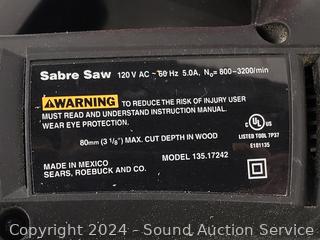 Sabre Saw 120 V AC ~ 60 Hz 5.0A, N₀= 800-3200/min
WARNING TO REDUCE THE RISK OF INJURY USER
MUST READ AND UNDERSTAND INSTRUCTION MANUAL.
WEAR EYE PROTECTION.
80mm (3 1/8") MAX. CUT DEPTH IN WOOD
C UL US
LISTED TOOL 7P37
E101135
MADE IN MEXICO
SEARS, ROEBUCK AND CO.
MODEL 135.17242
Copyright 2024 - Sound Auction Service